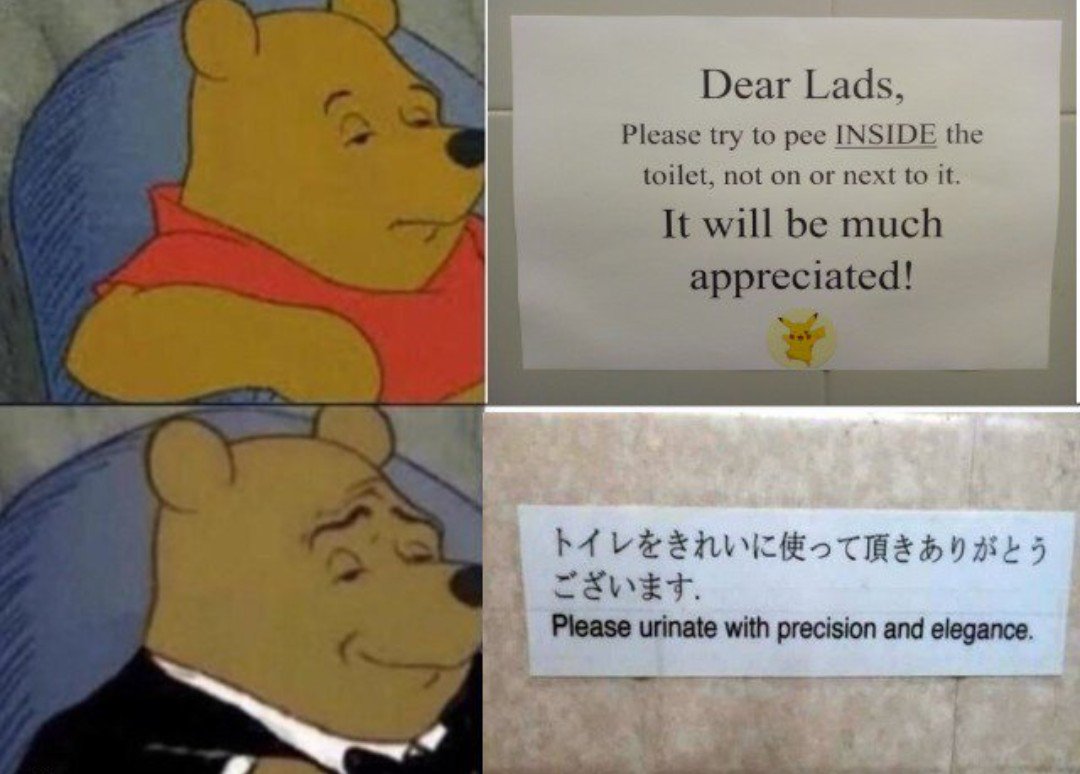 Dear Lads,
Please try to pee INSIDE the
toilet, not on or next to it.
It will be much
appreciated!
トイレをきれいに使って頂きありがとう
ございます.
Please urinate with precision and elegance.